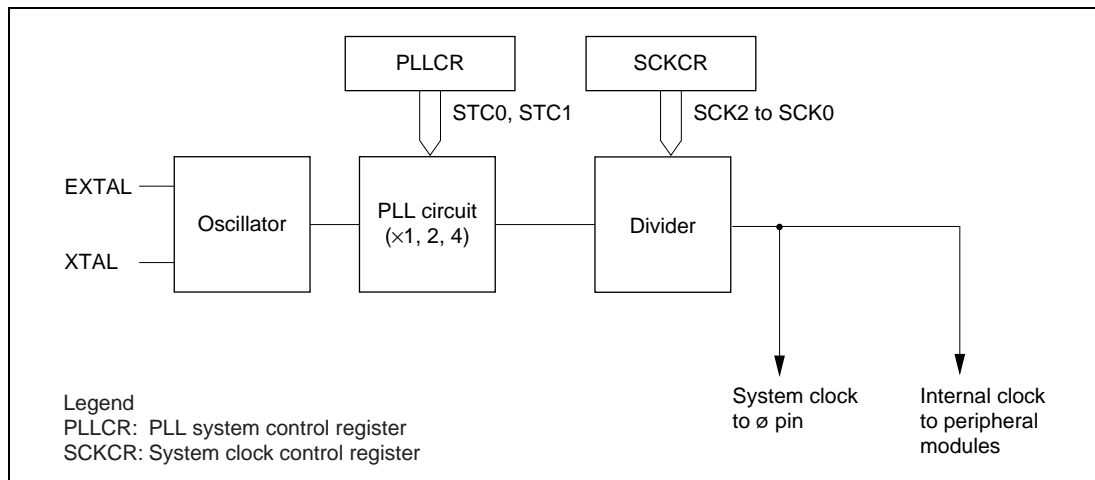 PLLCR
SCKCR
STC0, STC1
SCK2 to SCK0
EXTAL
XTAL
Oscillator
PLL circuit
(×1, 2, 4)
Divider
System clock
to ø pin
Internal clock
to peripheral
modules
Legend
PLLCR: PLL system control register
SCKCR: System clock control register